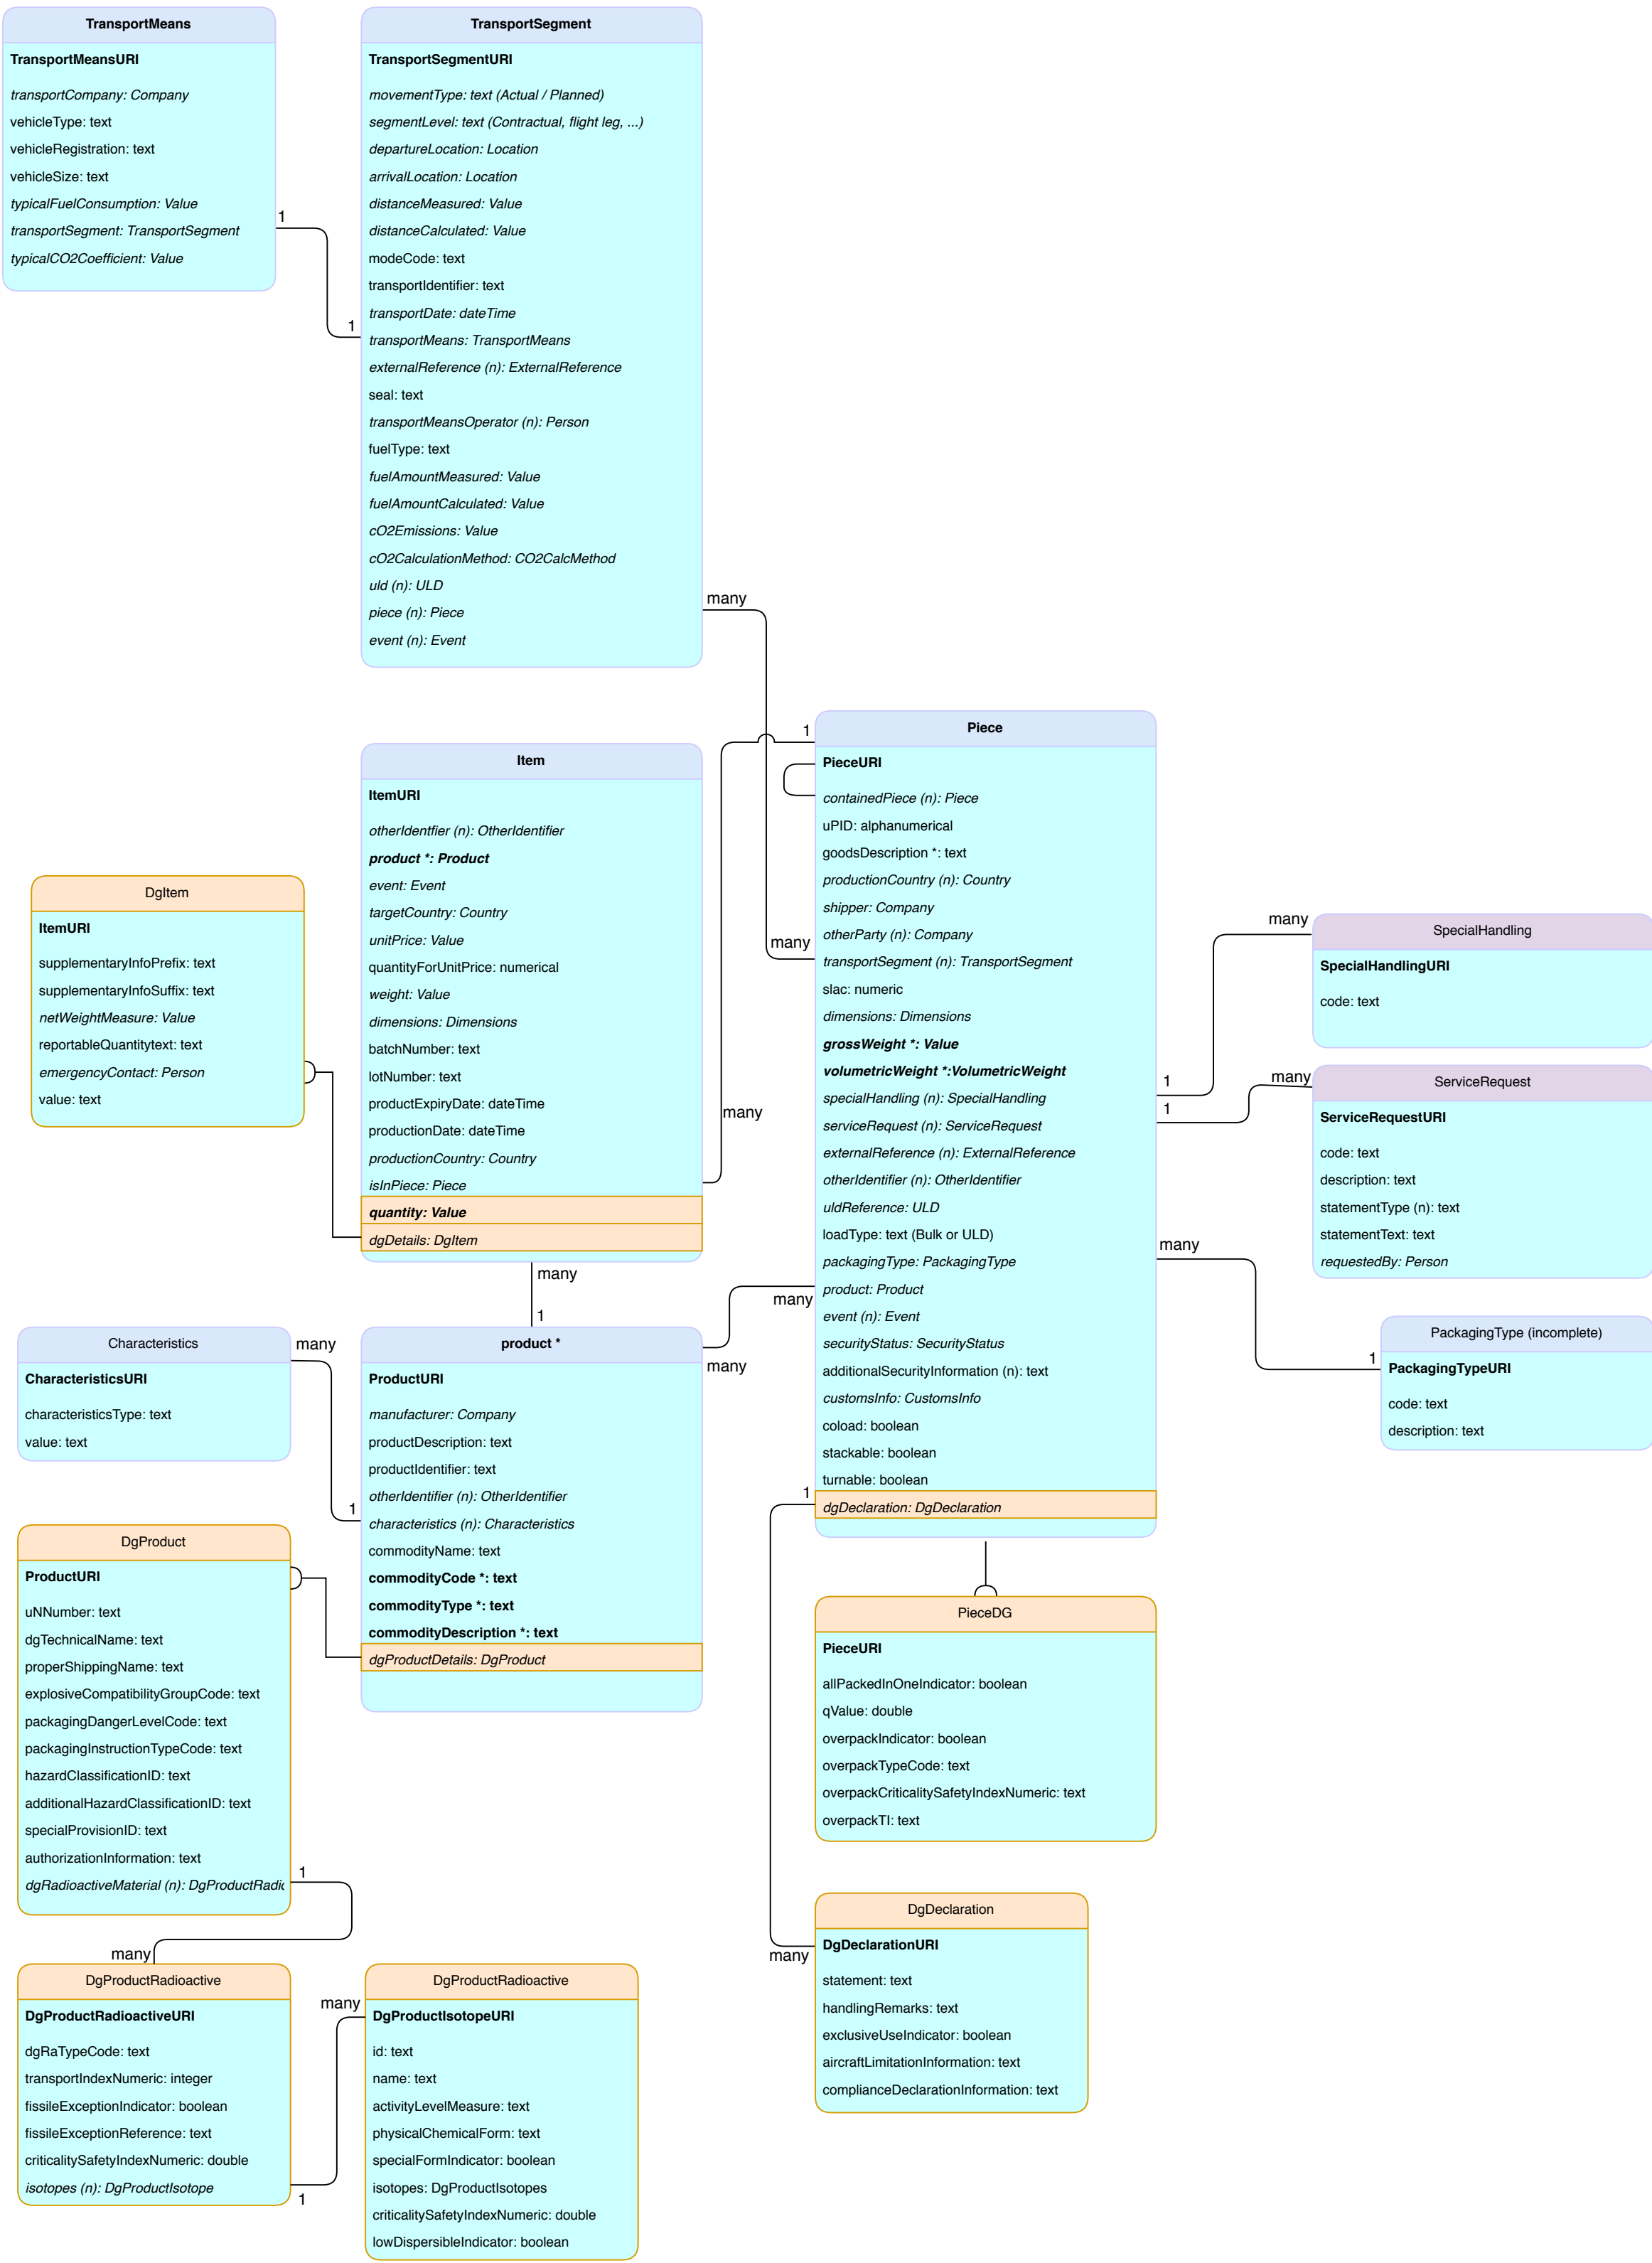 TransportMeans
TransportMeansURI
transportCompany: Company
vehicleType: text
vehicleRegistration: text
vehicleSize: text
typicalFuelConsumption: Value
transportSegment: TransportSegment
typicalCO2Coefficient: Value
1
1
TransportSegment
TransportSegmentURI
movementType: text (Actual / Planned)
segmentLevel: text (Contractual, flight leg, ...)
departureLocation: Location
arrivalLocation: Location
distanceMeasured: Value
distanceCalculated: Value
modeCode: text
transportIdentifier: text
transportDate: dateTime
transportMeans: TransportMeans
externalReference (n): ExternalReference
seal: text
transportMeansOperator (n): Person
fuelType: text
fuelAmountMeasured: Value
fuelAmountCalculated: Value
cO2Emissions: Value
cO2CalculationMethod: CO2CalcMethod
uld (n): ULD
piece (n): Piece
event (n): Event
many
many
Item
ItemURI
otherIdentfier (n): OtherIdentifier
product *: Product
event: Event
targetCountry: Country
unitPrice: Value
quantityForUnitPrice: numerical
weight: Value
dimensions: Dimensions
batchNumber: text
lotNumber: text
productExpiryDate: dateTime
productionDate: dateTime
productionCountry: Country
isInPiece: Piece
quantity: Value
dgDetails: DgItem
many
1
many
1
DgItem
ItemURI
supplementaryInfoPrefix: text
supplementaryInfoSuffix: text
netWeightMeasure: Value
reportableQuantitytext: text
emergencyContact: Person
value: text
Piece
PieceURI
containedPiece (n): Piece
uPID: alphanumerical
goodsDescription *: text
productionCountry (n): Country
shipper: Company
otherParty (n): Company
transportSegment (n): TransportSegment
slac: numeric
dimensions: Dimensions
grossWeight *: Value
volumetricWeight *:VolumetricWeight
specialHandling (n): SpecialHandling
serviceRequest (n): ServiceRequest
externalReference (n): ExternalReference
otherIdentifier (n): OtherIdentifier
uldReference: ULD
loadType: text (Bulk or ULD)
packagingType: PackagingType
product: Product
event (n): Event
securityStatus: SecurityStatus
additionalSecurityInformation (n): text
customsInfo: CustomsInfo
coload: boolean
stackable: boolean
turnable: boolean
dgDeclaration: DgDeclaration
1
many
1
many
many
1
many
many
1
many
SpecialHandling
SpecialHandlingURI
code: text
ServiceRequest
ServiceRequestURI
code: text
description: text
statementType (n): text
statementText: text
requestedBy: Person
PackagingType (incomplete)
PackagingTypeURI
code: text
description: text
Characteristics
CharacteristicsURI
characteristicsType: text
value: text
many
1
product *
ProductURI
manufacturer: Company
productDescription: text
productIdentifier: text
otherIdentifier (n): OtherIdentifier
characteristics (n): Characteristics
commodityName: text
commodityCode *: text
commodityType *: text
commodityDescription *: text
dgProductDetails: DgProduct
DgProduct
ProductURI
uNNumber: text
dgTechnicalName: text
properShippingName: text
explosiveCompatibilityGroupCode: text
packagingDangerLevelCode: text
packagingInstructionTypeCode: text
hazardClassificationID: text
additionalHazardClassificationID: text
specialProvisionID: text
authorizationInformation: text
dgRadioactiveMaterial (n): DgProductRadic
1
many
PieceDG
PieceURI
allPackedInOneIndicator: boolean
qValue: double
overpackIndicator: boolean
overpackTypeCode: text
overpackCriticalitySafetyIndexNumeric: text
overpackTI: text
DgDeclaration
DgDeclarationURI
statement: text
handlingRemarks: text
exclusiveUseIndicator: boolean
aircraftLimitationInformation: text
complianceDeclarationInformation: text
DgProductRadioactive
DgProductRadioactiveURI
dgRaTypeCode: text
transportIndexNumeric: integer
fissileExceptionIndicator: boolean
fissileExceptionReference: text
criticalitySafetyIndexNumeric: double
isotopes (n): DgProductIsotope
1
many
DgProductRadioactive
DgProductIsotopeURI
id: text
name: text
activityLevelMeasure: text
physicalChemicalForm: text
specialFormIndicator: boolean
isotopes: DgProductIsotopes
criticalitySafetyIndexNumeric: double
lowDispersibleIndicator: boolean